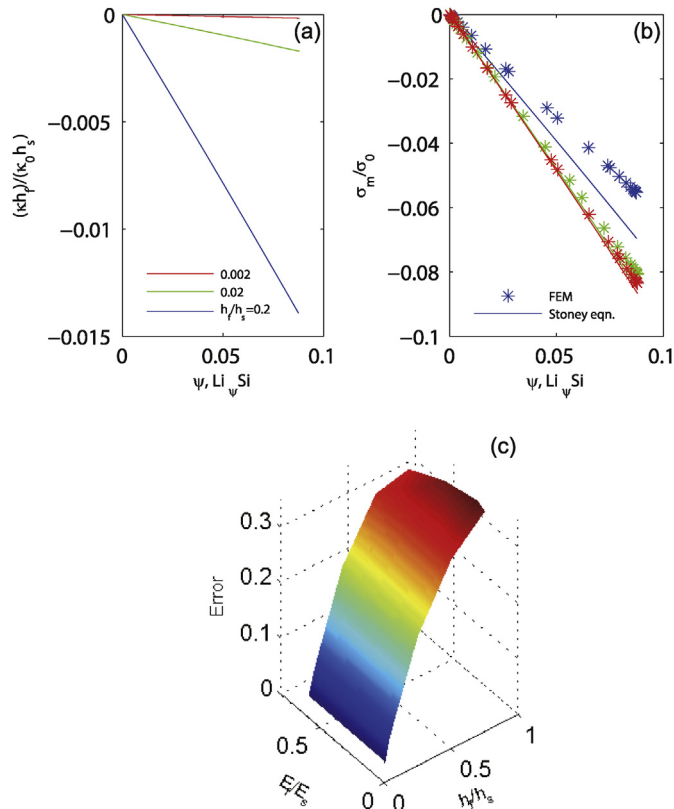 (a)
0
−0.005
−0.01
−0.015
(κh_f)/(κ_0 h_s)
0.002
0.02
h_f/h_s=0.2
0 0.05 0.1
ψ, Li_ψSi
(b)
0
−0.02
−0.04
−0.06
−0.08
−0.1
σ_m/σ_0
FEM
Stoney eqn.
0 0.05 0.1
ψ, Li_ψSi
(c)
0.3
0.2
0.1
0
Error
0.5
0
E_f/E_s
0
0.5
1
h_f/h_s